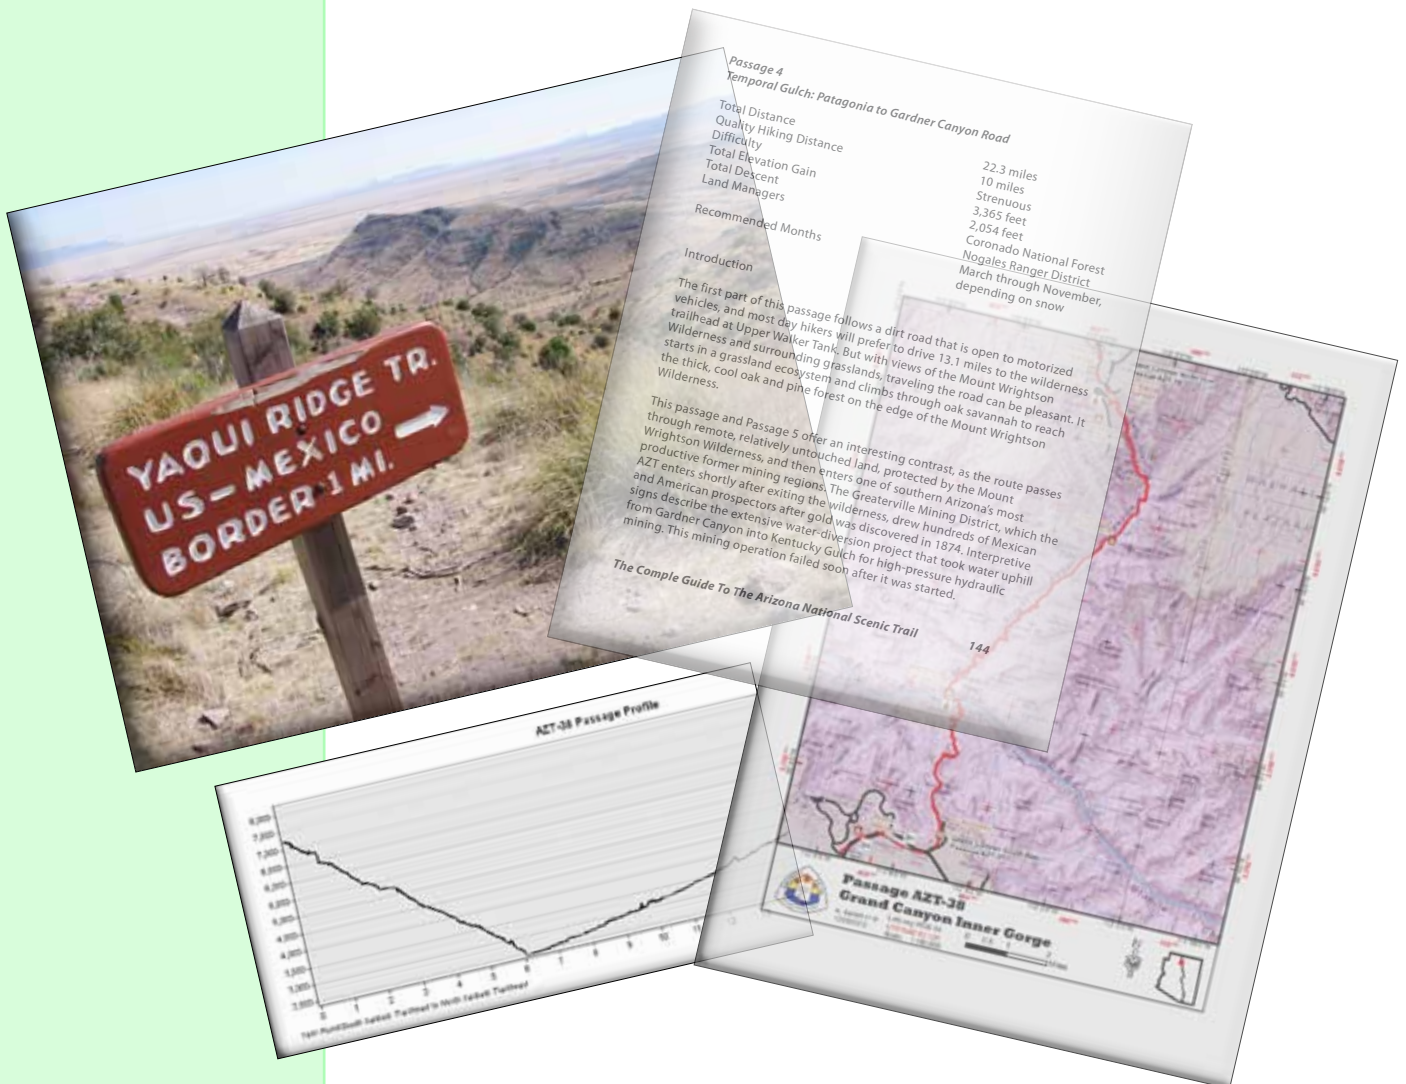 YAQUI RIDGE TR.
US-MEXICO
BORDER 1 MI.
Passage 4
Temporal Gulch: Patagonia to Gardner Canyon Road
Total Distance 22.3 miles
Quality Hiking Distance 10 miles
Difficulty Strenuous
Total Elevation Gain 3,365 feet
Total Descent 2,054 feet
Land Managers Coronado National Forest
Nogales Ranger District
Recommended Months March through November,
depending on snow
Introduction
The first part of this passage follows a dirt road that is open to motorized
vehicles, and most day hikers will prefer to drive 13.1 miles to the wilderness
trailhead at Upper Walker Tank. But with views of the Mount Wrightson
Wilderness and surrounding grasslands, traveling the road can be pleasant. It
starts in a grassland ecosystem and climbs through oak savannah to reach
the thick, cool oak and pine forest on the edge of the Mount Wrightson
Wilderness.
This passage and Passage 5 offer an interesting contrast, as the route passes
through remote, relatively untouched land, protected by the Mount
Wrightson Wilderness, and then enters one of southern Arizona's most
productive former mining regions. The Greaterville Mining District, which the
AZT enters shortly after exiting the wilderness, drew hundreds of Mexican
and American prospectors after gold was discovered in 1874. Interpretive
signs describe the extensive water-diversion project that took water uphill
from Gardner Canyon into Kentucky Gulch for high-pressure hydraulic
mining. This mining operation failed soon after it was started.
The Comple Guide To The Arizona National Scenic Trail 144
AZT-38 Passage Profile
0 1 2 3 4 5 6 7 8 9 10 11 12
Passage AZT-38
Grand Canyon Inner Gorge